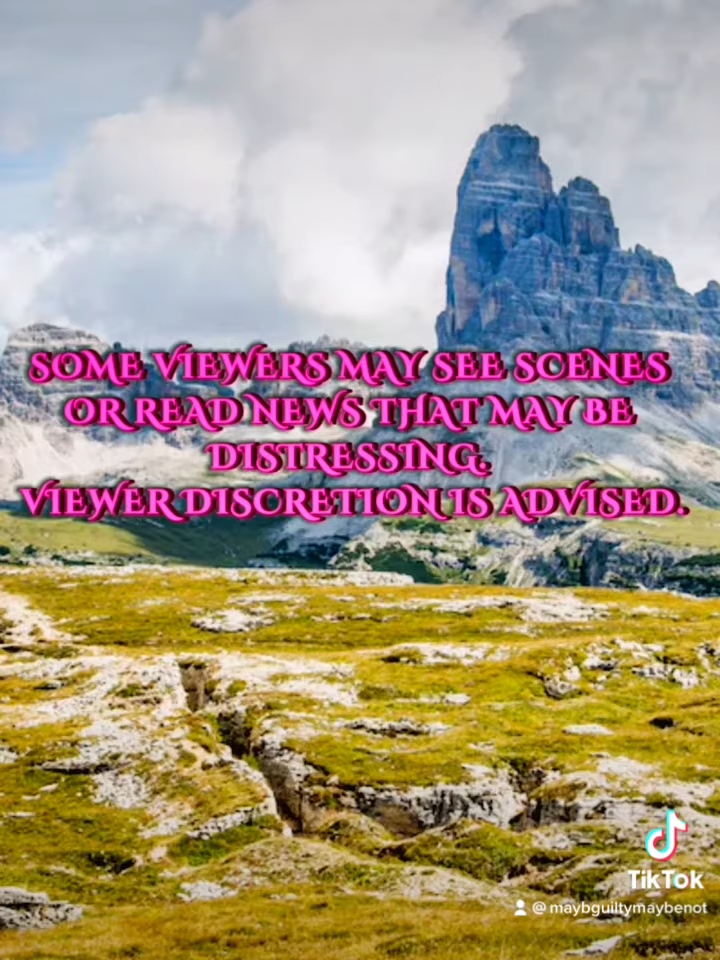 SOME VIEWERS MAY SEE SCENES
OR READ NEWS THAT MAY BE
DISTRESSING.
VIEWER DISCRETION IS ADVISED.
TikTok
@maybguiltymaybenot